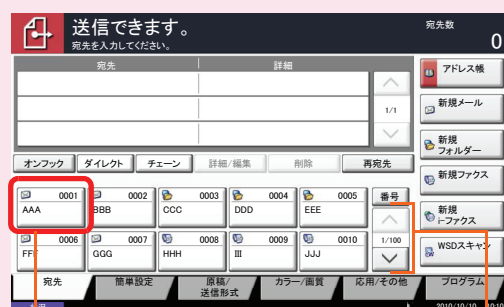 送信できます。
宛先を入力してください。
宛先数
0
宛先 詳細
1/1
アドレス帳
新規メール
新規
フォルダー
新規ファクス
新規
i-ファクス
WSDスキャン
オンフック ダイレクト チェーン 詳細/編集 削除 再宛先
0001 0002 0003 0004 0005 番号
AAA BBB CCC DDD EEE
0006 0007 0008 0009 0010 1/100
FFF GGG HHH III JJJ
宛先 簡単設定 原稿/
送信形式 カラー/画質 応用/その他 プログラム
2010/10/10 10:10